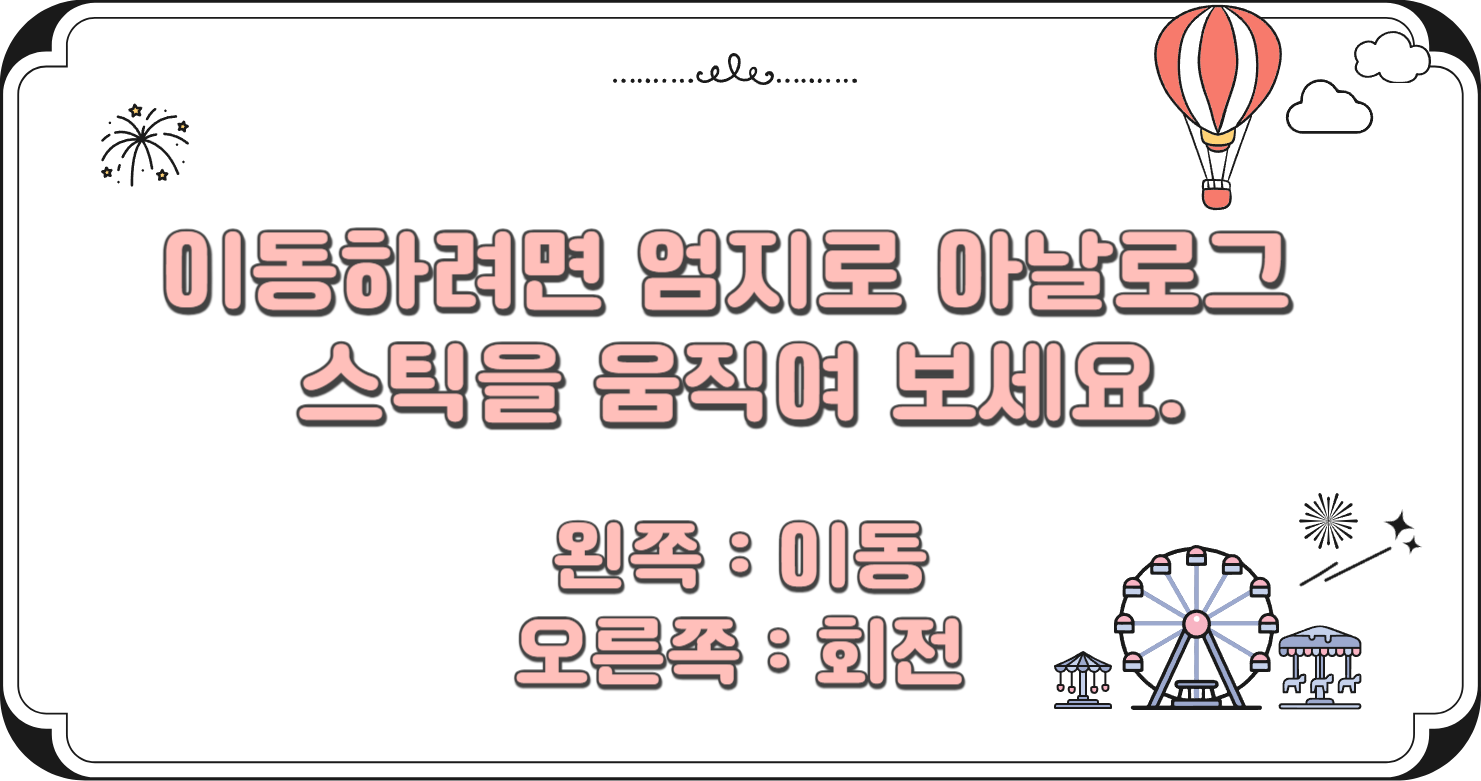 이동하려면 엄지로 아날로그
스틱을 움직여 보세요.
왼쪽 : 이동
오른쪽 : 회전